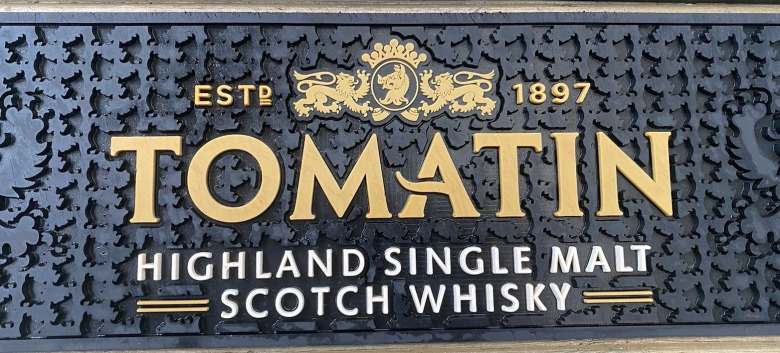 ESTD 1897
TOMATIN
HIGHLAND SINGLE MALT
SCOTCH WHISKY